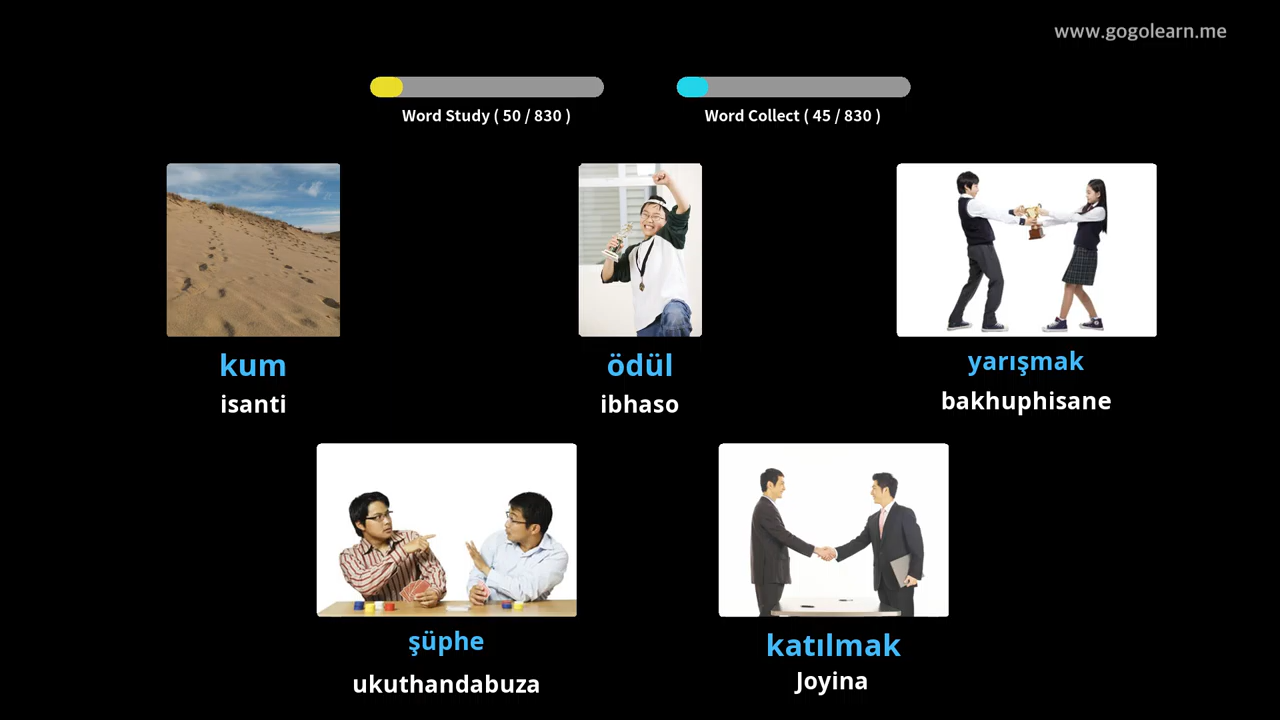 www.gogolearn.me
Word Study ( 50 / 830 )
Word Collect ( 45 / 830 )
kum
isanti
ödül
ibhaso
yarışmak
bakhuphisane
şüphe
ukuthandabuza
katılmak
Joyina